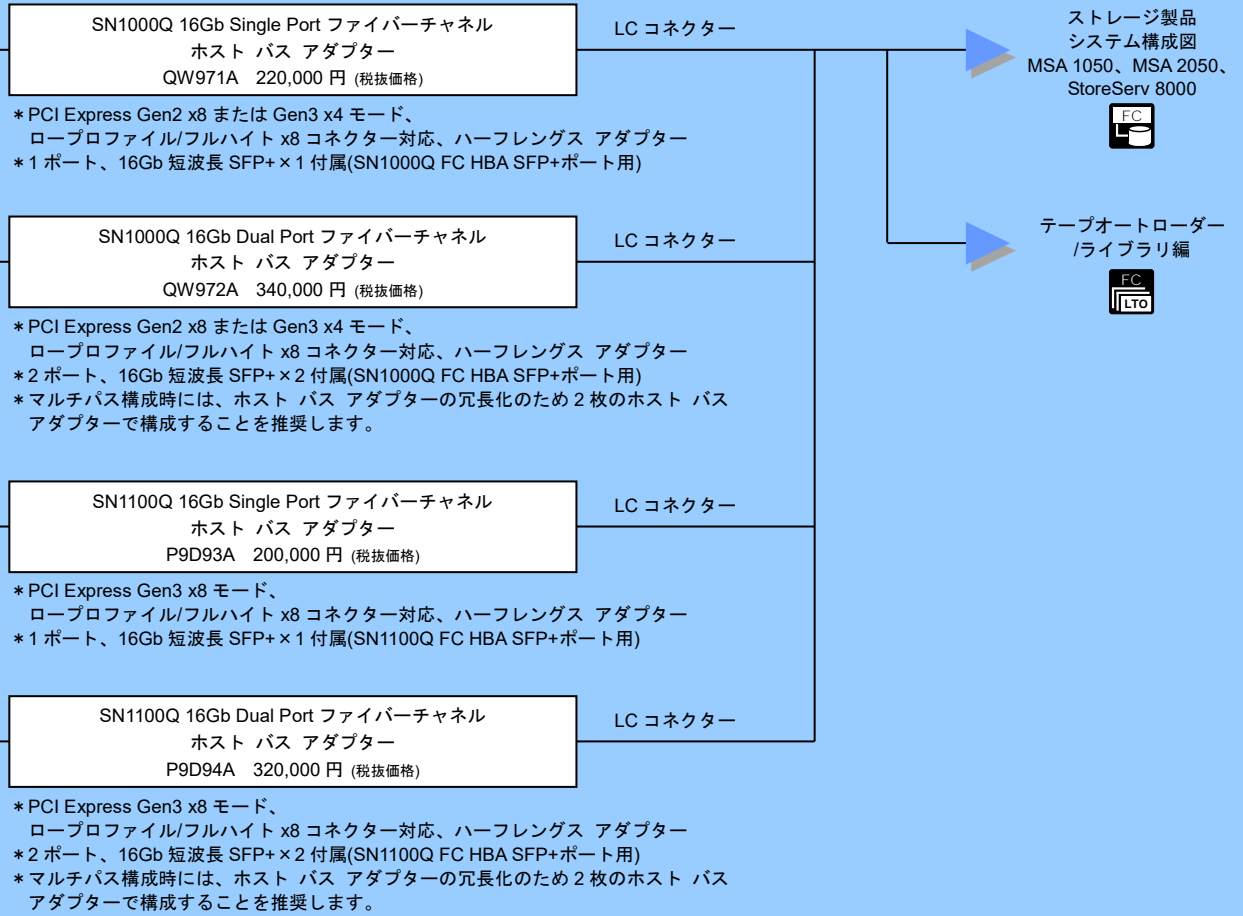 SN1000Q 16Gb Single Port ファイバーチャネル
ホスト バス アダプター
QW971A 220,000 円 (税抜価格)
LC コネクター
*PCI Express Gen2 x8 または Gen3 x4 モード、
ロープロファイル/フルハイト x8 コネクター対応、ハーフレングス アダプター
*1 ポート、16Gb 短波長 SFP+×1 付属(SN1000Q FC HBA SFP+ポート用)
ストレージ製品
システム構成図
MSA 1050、MSA 2050、
StoreServ 8000
FC
SN1000Q 16Gb Dual Port ファイバーチャネル
ホスト バス アダプター
QW972A 340,000 円 (税抜価格)
LC コネクター
*PCI Express Gen2 x8 または Gen3 x4 モード、
ロープロファイル/フルハイト x8 コネクター対応、ハーフレングス アダプター
*2 ポート、16Gb 短波長 SFP+×2 付属(SN1000Q FC HBA SFP+ポート用)
*マルチパス構成時には、ホスト バス アダプターの冗長化のため 2 枚のホスト バス
アダプターで構成することを推奨します。
テープオートローダー
/ライブラリ編
FC
LTO
SN1100Q 16Gb Single Port ファイバーチャネル
ホスト バス アダプター
P9D93A 200,000 円 (税抜価格)
LC コネクター
*PCI Express Gen3 x8 モード、
ロープロファイル/フルハイト x8 コネクター対応、ハーフレングス アダプター
*1 ポート、16Gb 短波長 SFP+×1 付属(SN1100Q FC HBA SFP+ポート用)
SN1100Q 16Gb Dual Port ファイバーチャネル
ホスト バス アダプター
P9D94A 320,000 円 (税抜価格)
LC コネクター
*PCI Express Gen3 x8 モード、
ロープロファイル/フルハイト x8 コネクター対応、ハーフレングス アダプター
*2 ポート、16Gb 短波長 SFP+×2 付属(SN1100Q FC HBA SFP+ポート用)
*マルチパス構成時には、ホスト バス アダプターの冗長化のため 2 枚のホスト バス
アダプターで構成することを推奨します。